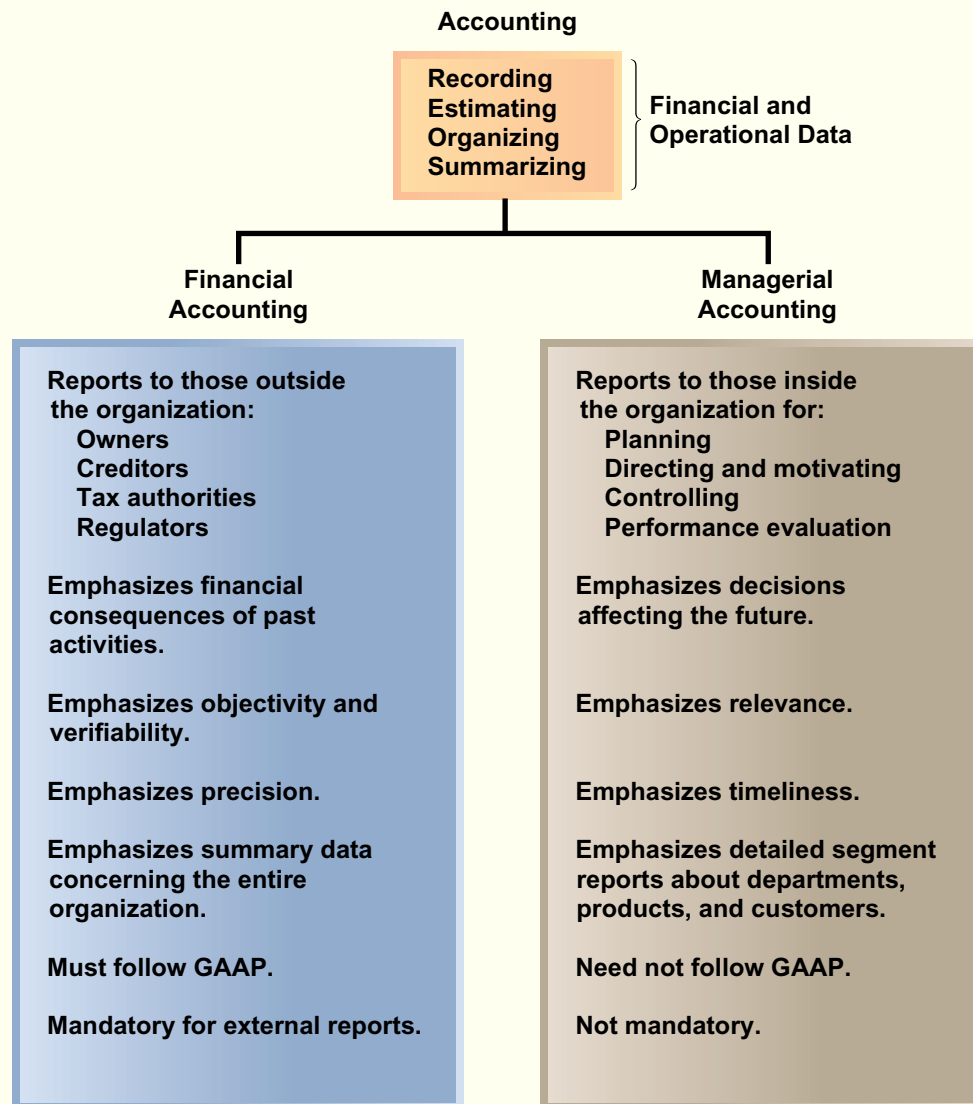 Accounting
Recording
Estimating
Organizing
Summarizing
Financial and
Operational Data
Financial
Accounting
Reports to those outside
the organization:
Owners
Creditors
Tax authorities
Regulators
Emphasizes financial
consequences of past
activities.
Emphasizes objectivity and
verifiability.
Emphasizes precision.
Emphasizes summary data
concerning the entire
organization.
Must follow GAAP.
Mandatory for external reports.
Managerial
Accounting
Reports to those inside
the organization for:
Planning
Directing and motivating
Controlling
Performance evaluation
Emphasizes decisions
affecting the future.
Emphasizes relevance.
Emphasizes timeliness.
Emphasizes detailed segment
reports about departments,
products, and customers.
Need not follow GAAP.
Not mandatory.